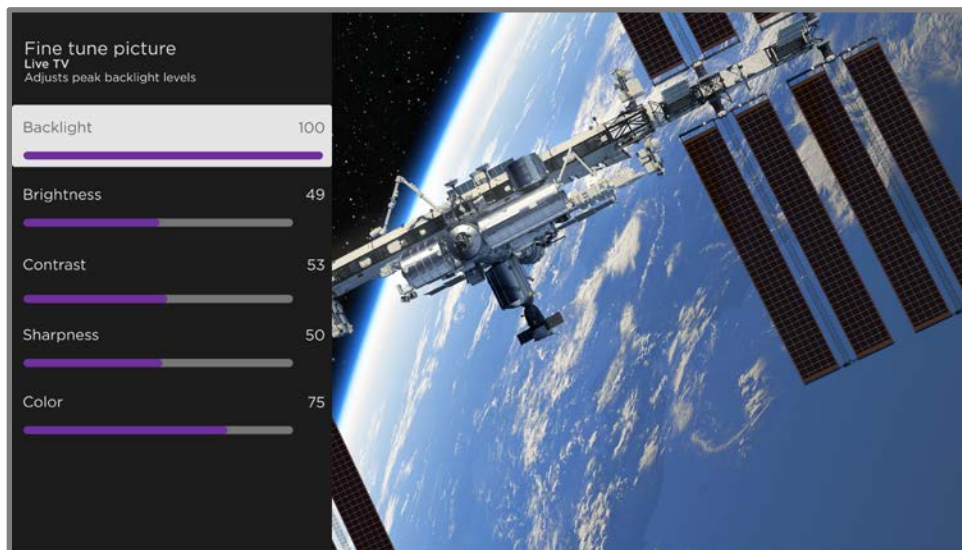 Fine tune picture
Live TV
Adjusts peak backlight levels
Backlight 100
Brightness 49
Contrast 53
Sharpness 50
Color 75